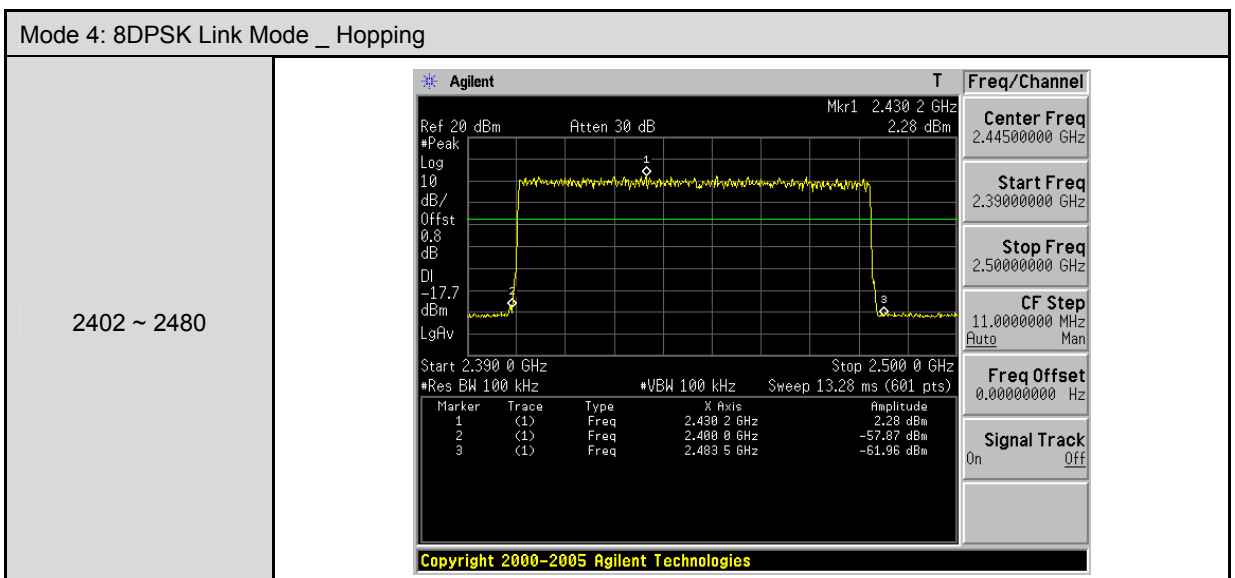 Mode 4: 8DPSK Link Mode _ Hopping
2402 ~ 2480
Agilent T
Mkr1 2.430 2 GHz
Ref 20 dBm Atten 30 dB 2.28 dBm
#Peak
Log
10
dB/
Offst
0.8
dB
DI
-17.7
dBm
LgAv
1
2
3
Start 2.390 0 GHz Stop 2.500 0 GHz
#Res BW 100 kHz #VBW 100 kHz Sweep 13.28 ms (601 pts)
Marker Trace Type X Axis Amplitude
1 (1) Freq 2.430 2 GHz 2.28 dBm
2 (1) Freq 2.400 0 GHz -57.87 dBm
3 (1) Freq 2.483 5 GHz -61.96 dBm
Copyright 2000-2005 Agilent Technologies
Freq/Channel
Center Freq
2.44500000 GHz
Start Freq
2.39000000 GHz
Stop Freq
2.50000000 GHz
CF Step
11.0000000 MHz
Auto Man
Freq Offset
0.00000000 Hz
Signal Track
On Off